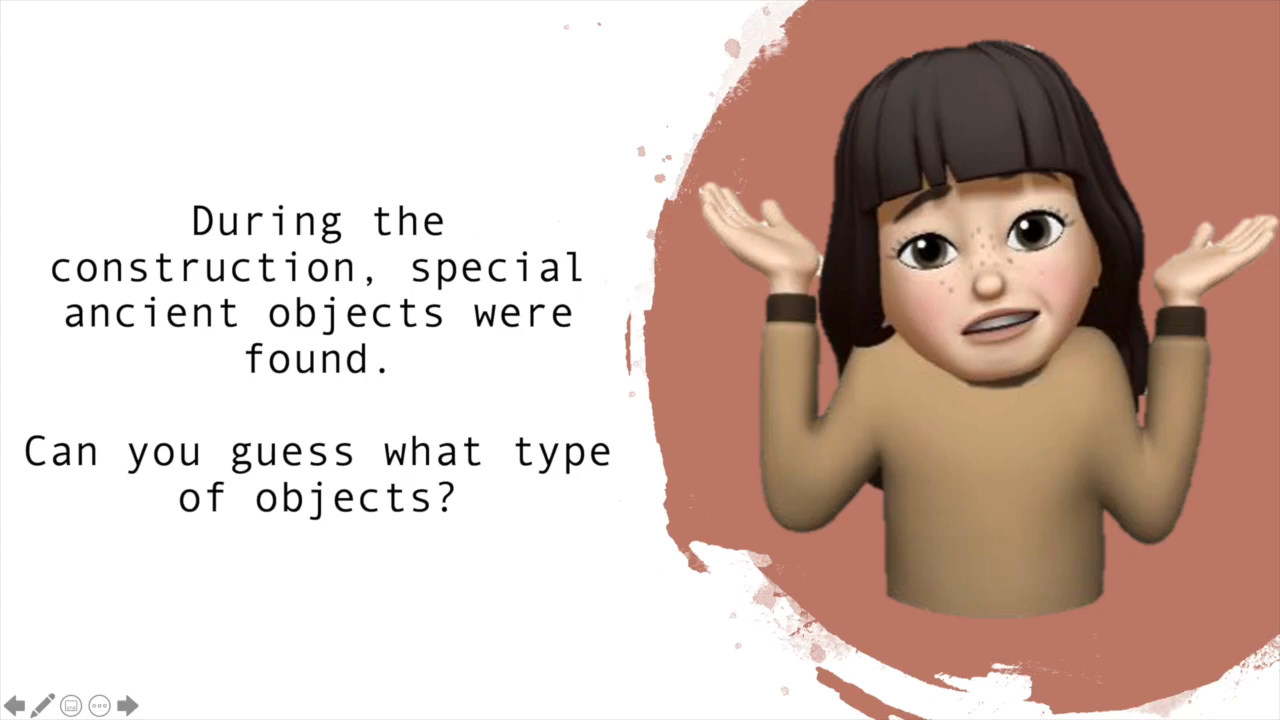 During the
construction, special
ancient objects were
found.
Can you guess what type
of objects?